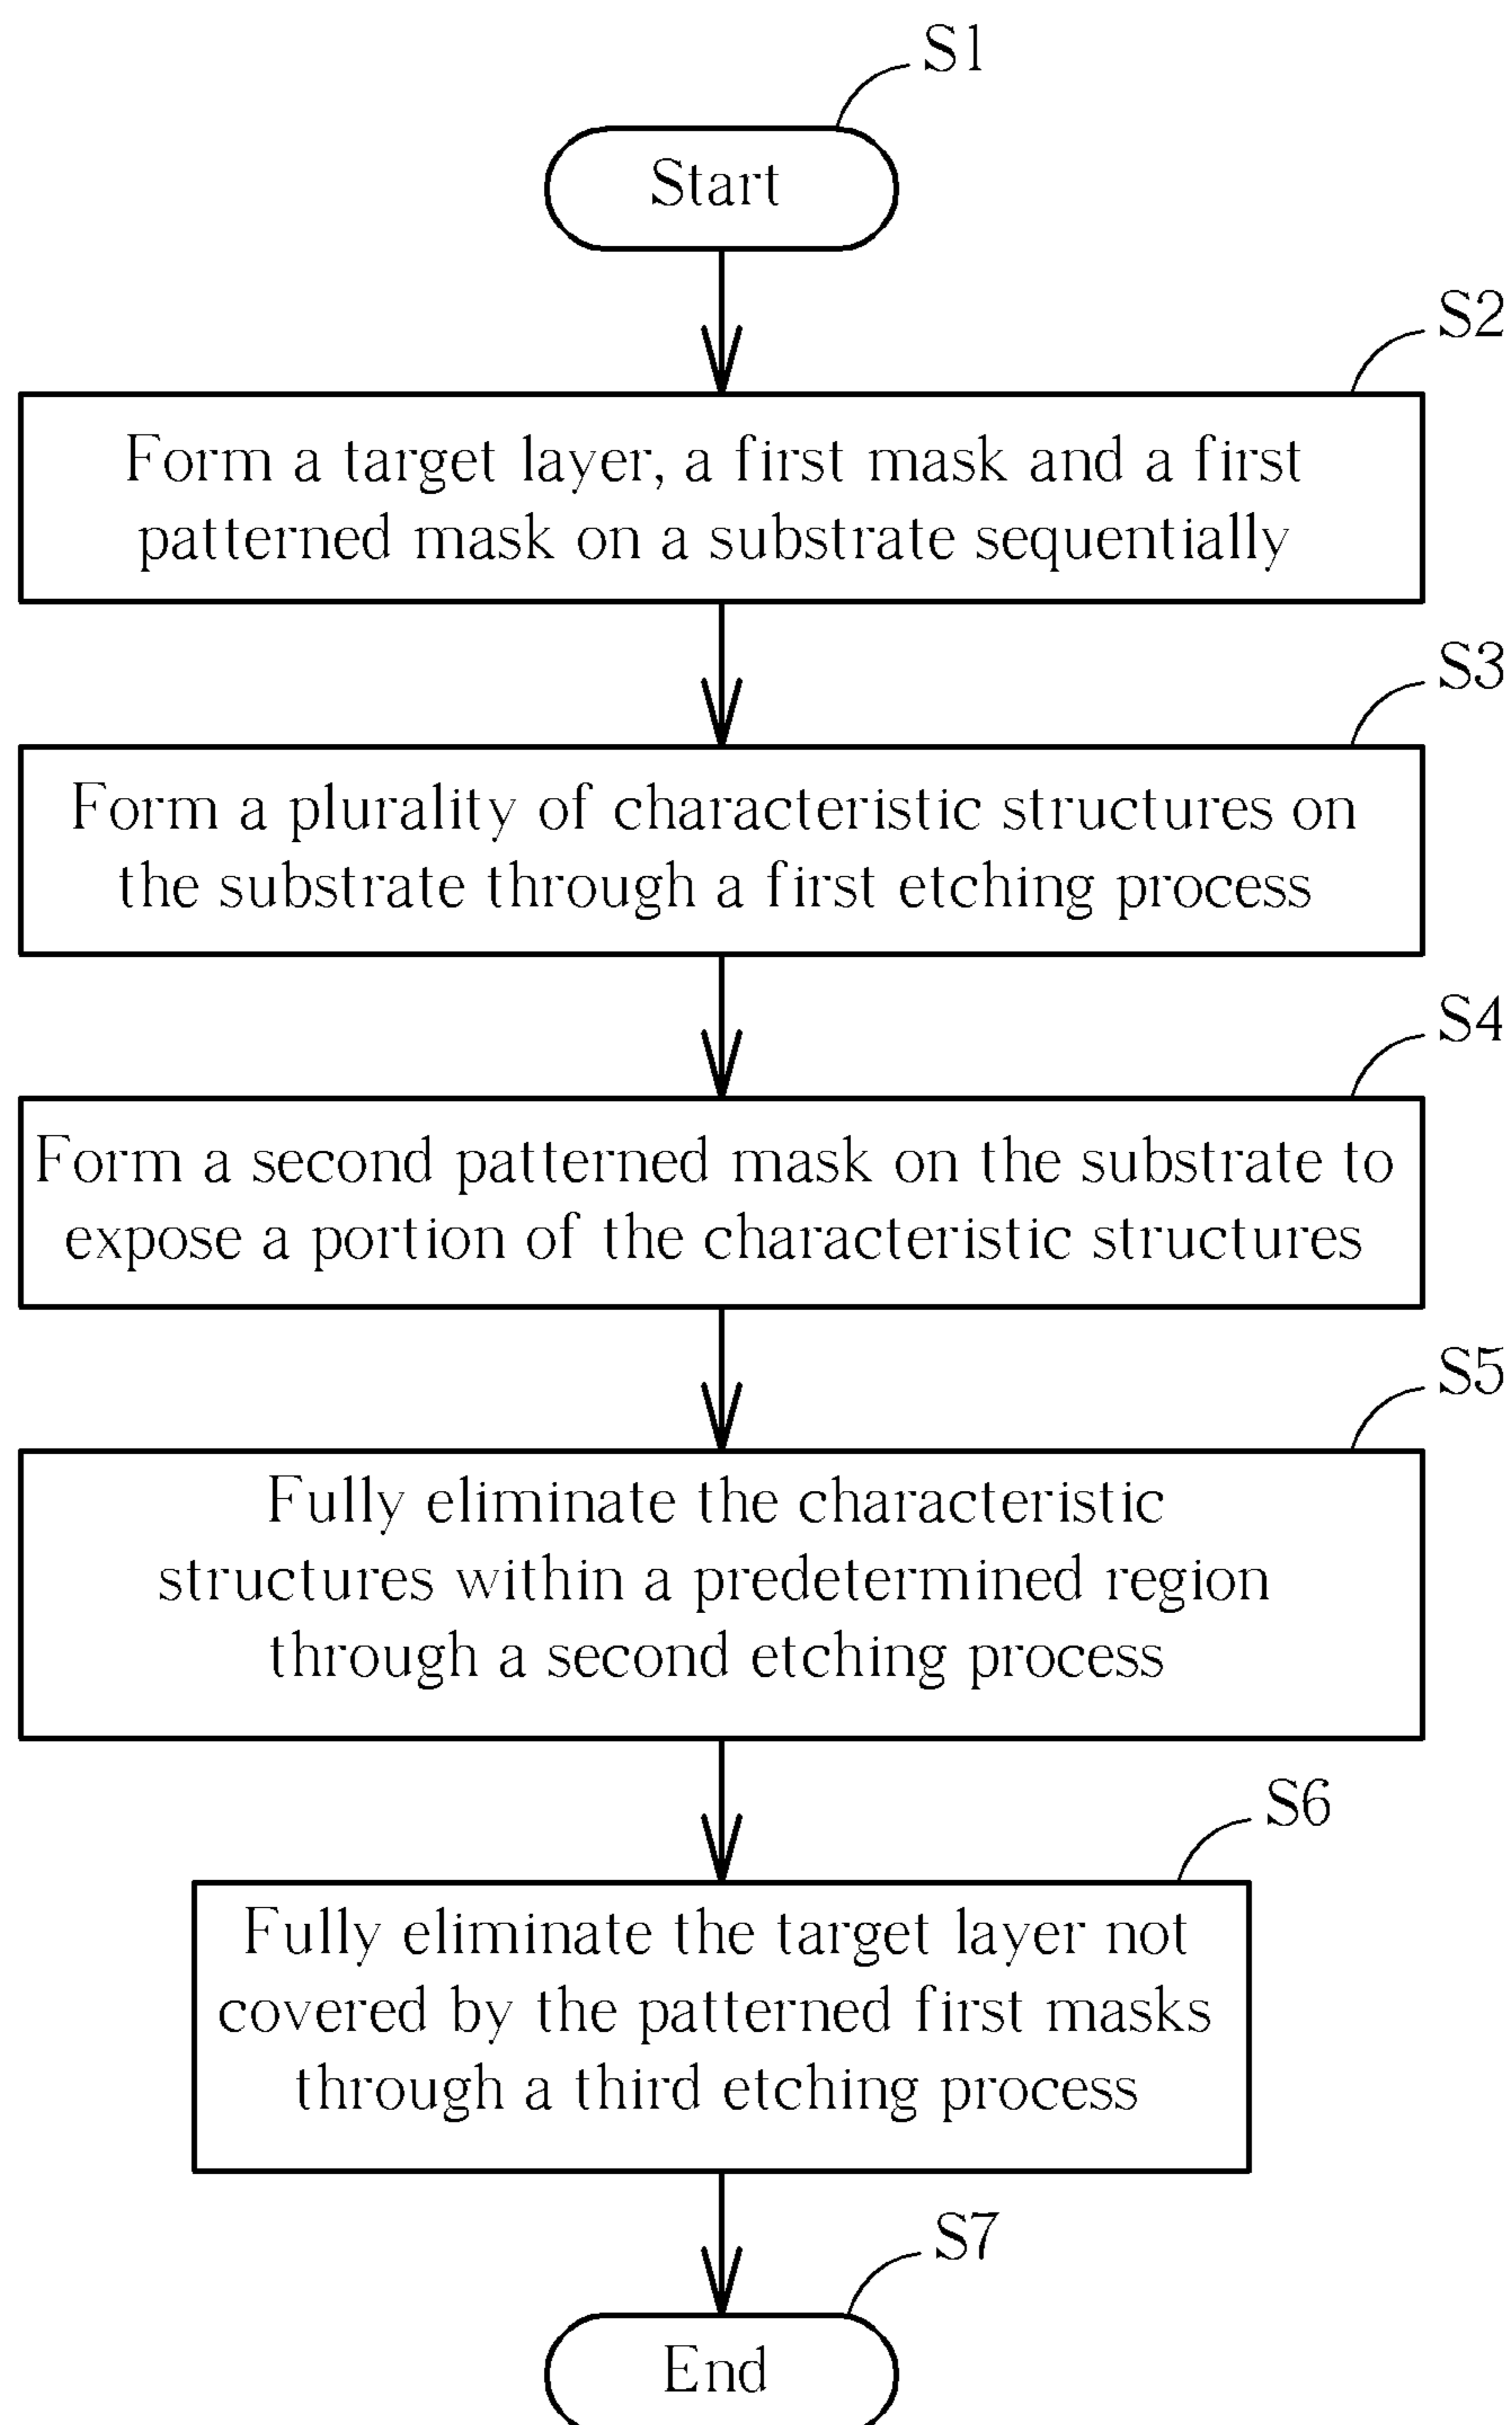 S1
Start
S2
Form a target layer, a first mask and a first
patterned mask on a substrate sequentially
S3
Form a plurality of characteristic structures on
the substrate through a first etching process
S4
Form a second patterned mask on the substrate to
expose a portion of the characteristic structures
S5
Fully eliminate the characteristic
structures within a predetermined region
through a second etching process
S6
Fully eliminate the target layer not
covered by the patterned first masks
through a third etching process
S7
End